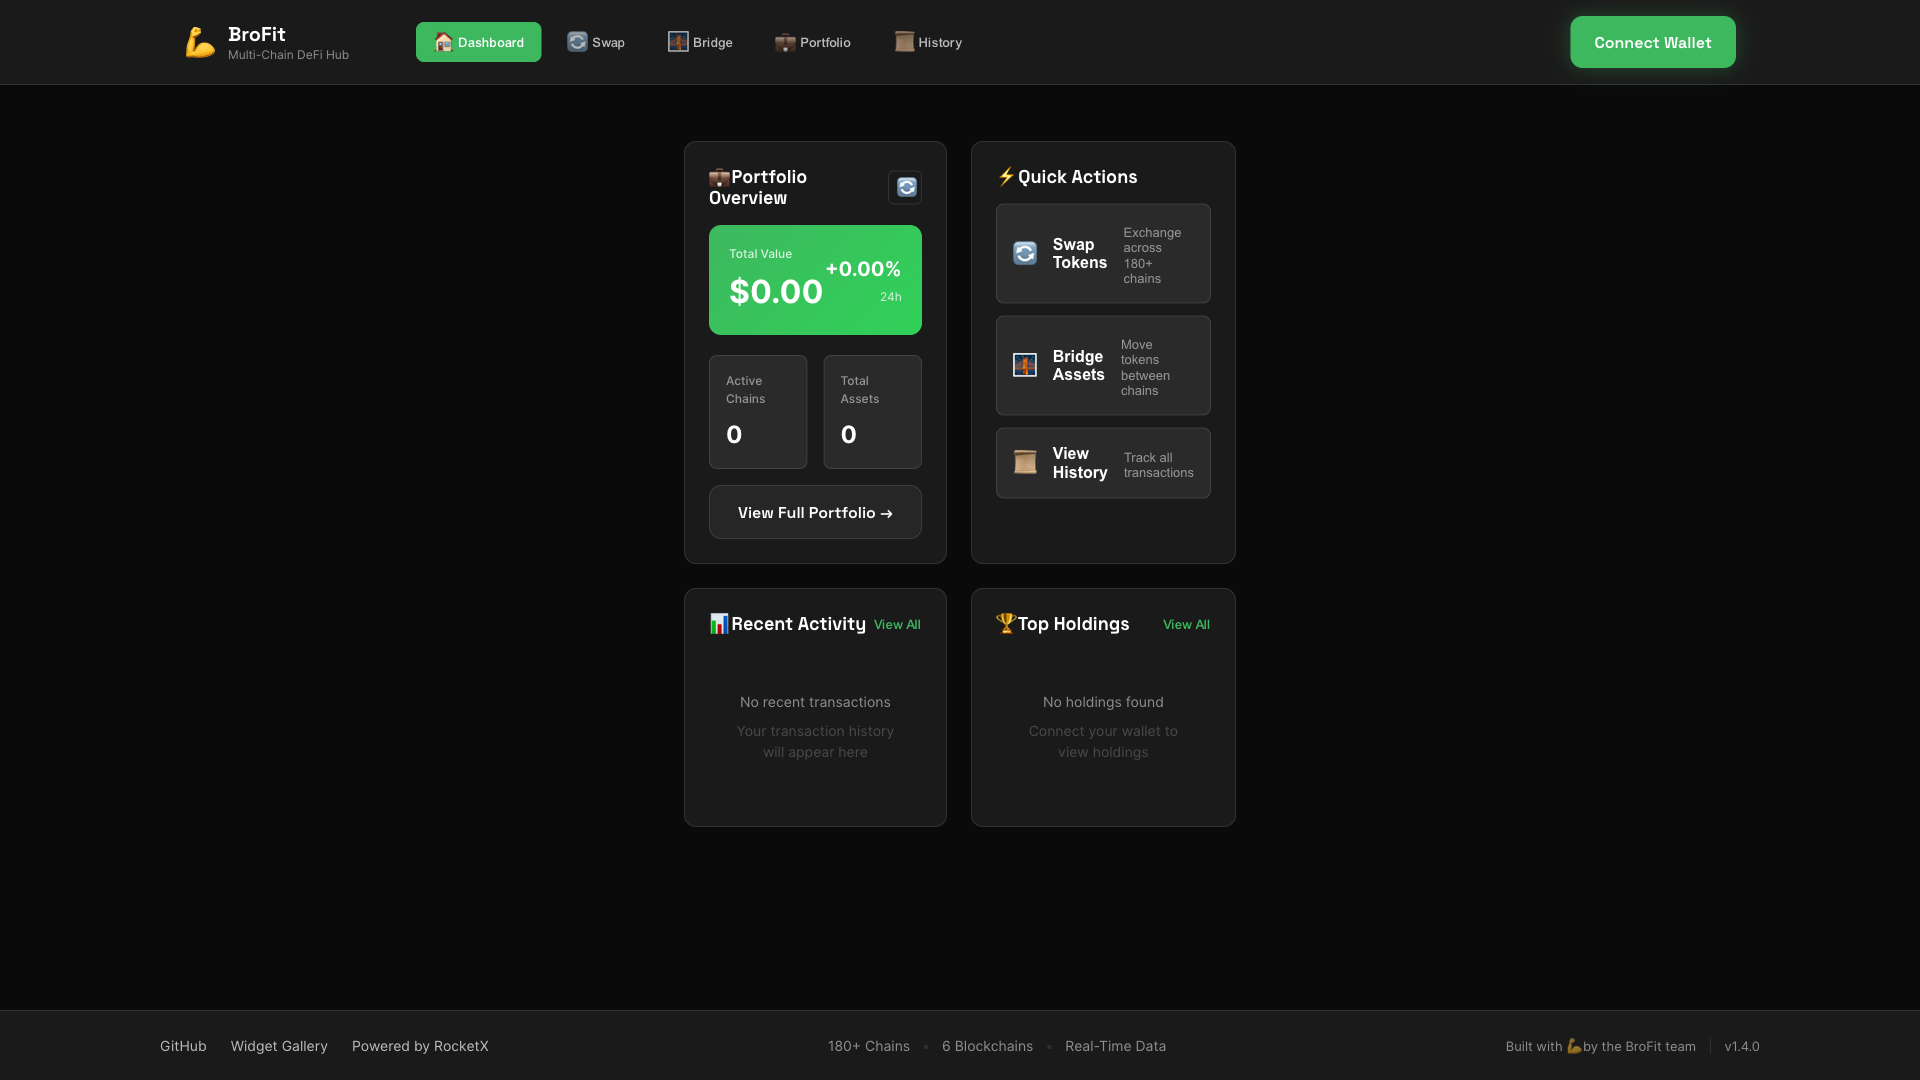 BroFit
Multi-Chain DeFi Hub
Dashboard
Swap
Bridge
Portfolio
History
Connect Wallet
Portfolio
Overview
Total Value
$0.00
+0.00%
24h
Active
Chains
0
Total
Assets
0
View Full Portfolio →
Quick Actions
Swap
Tokens
Exchange
across
180+
chains
Bridge
Assets
Move
tokens
between
chains
View
History
Track all
transactions
Recent Activity
View All
No recent transactions
Your transaction history
will appear here
Top Holdings
View All
No holdings found
Connect your wallet to
view holdings
GitHub
Widget Gallery
Powered by RocketX
180+ Chains • 6 Blockchains • Real-Time Data
Built with 💪by the BroFit team
v1.4.0